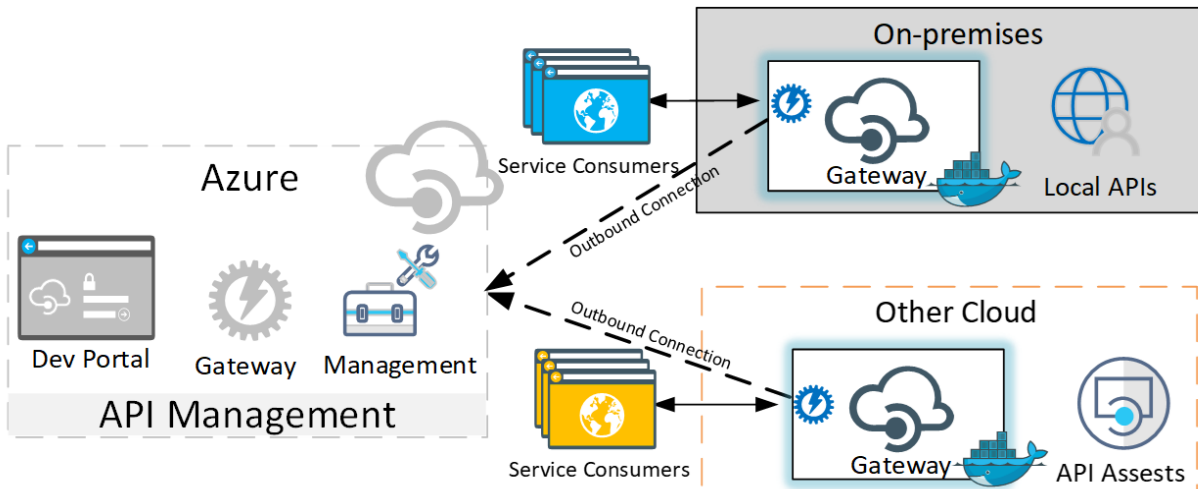 On-premises
Service Consumers
Gateway
Local APIs
Outbound Connection
Azure
Dev Portal
Gateway
Management
API Management
Outbound Connection
Other Cloud
Service Consumers
Gateway
API Assests